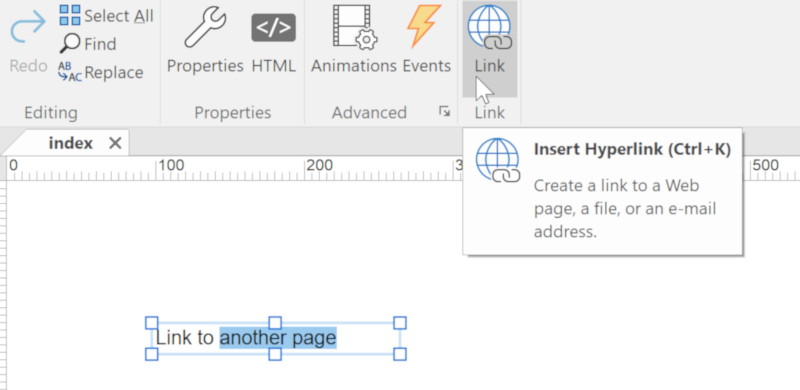 Select All
Find
Redo
AB
AC Replace
Editing
Properties
</>
HTML
Properties
Animations
Events
Advanced
Link
Link
index
0 100 200 3 500
Insert Hyperlink (Ctrl+K)
Create a link to a Web
page, a file, or an e-mail
address.
Link to another page